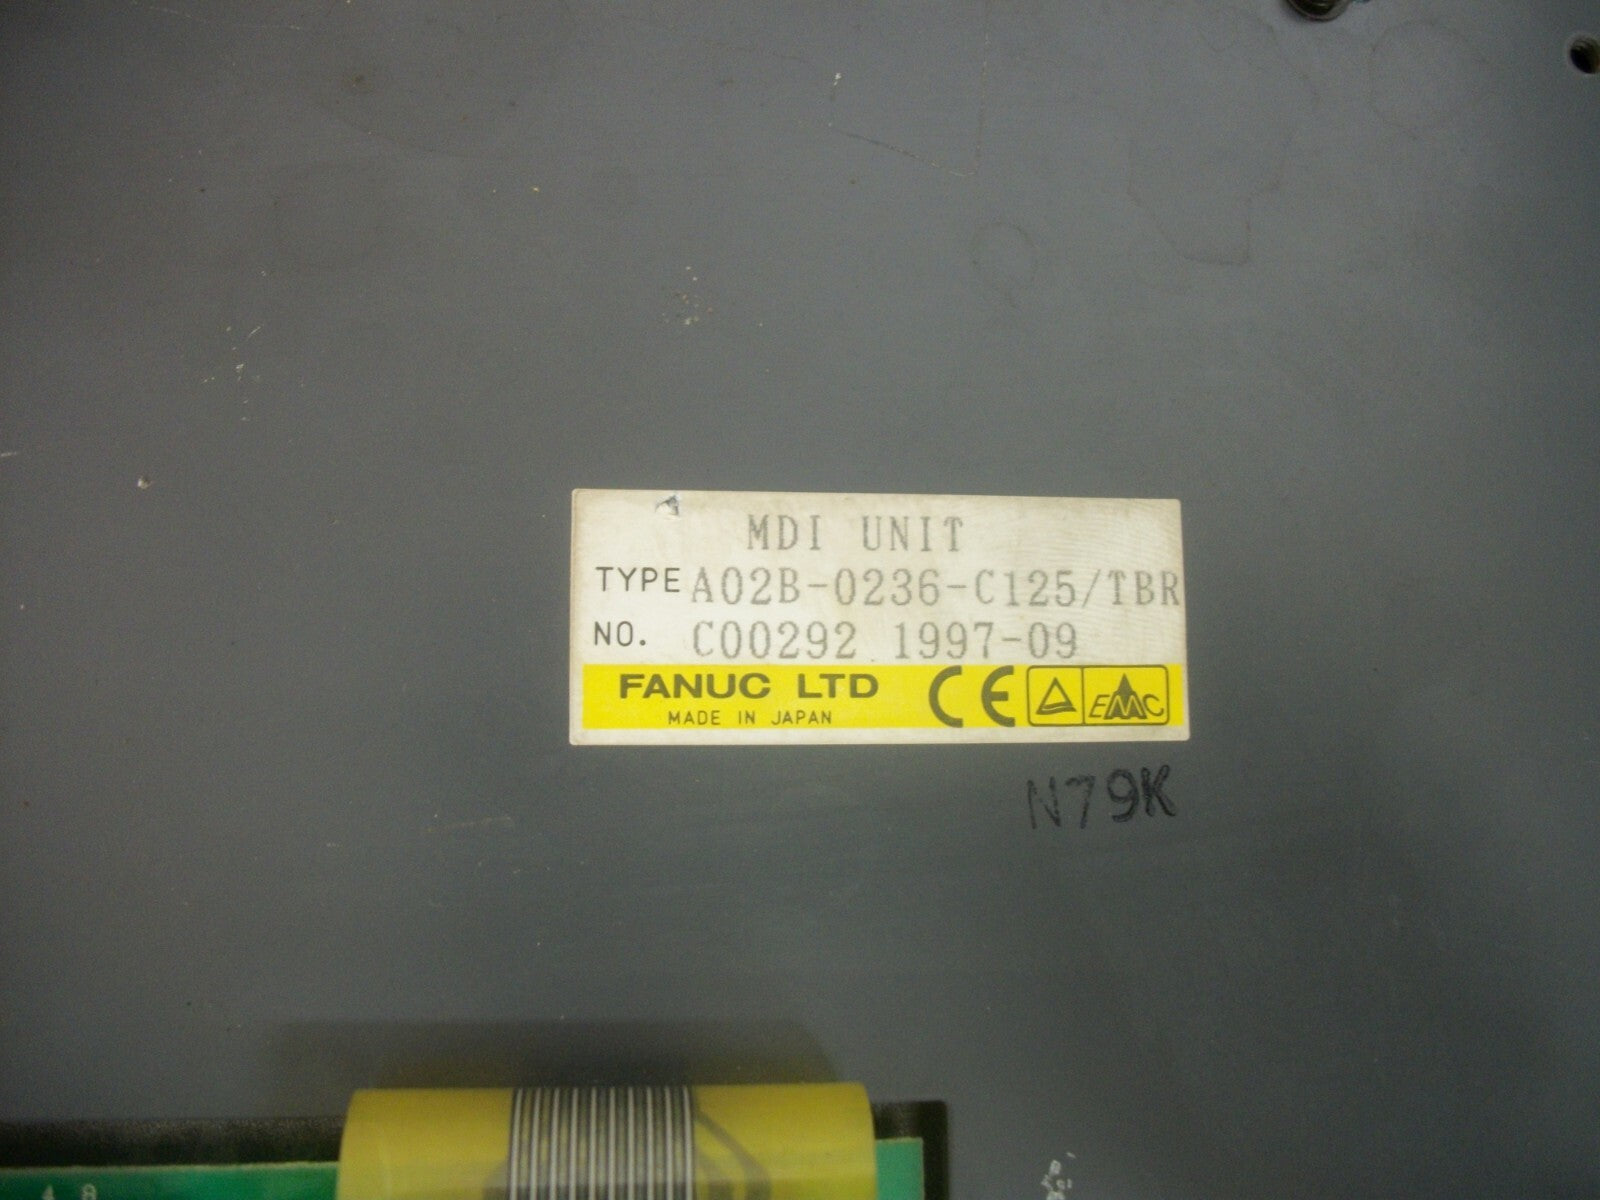 MDI UNIT
TYPE A02B-0236-C125/TBR
NO. C00292 1997-09
FANUC LTD
MADE IN JAPAN
CE
EMC
N79K
A 8